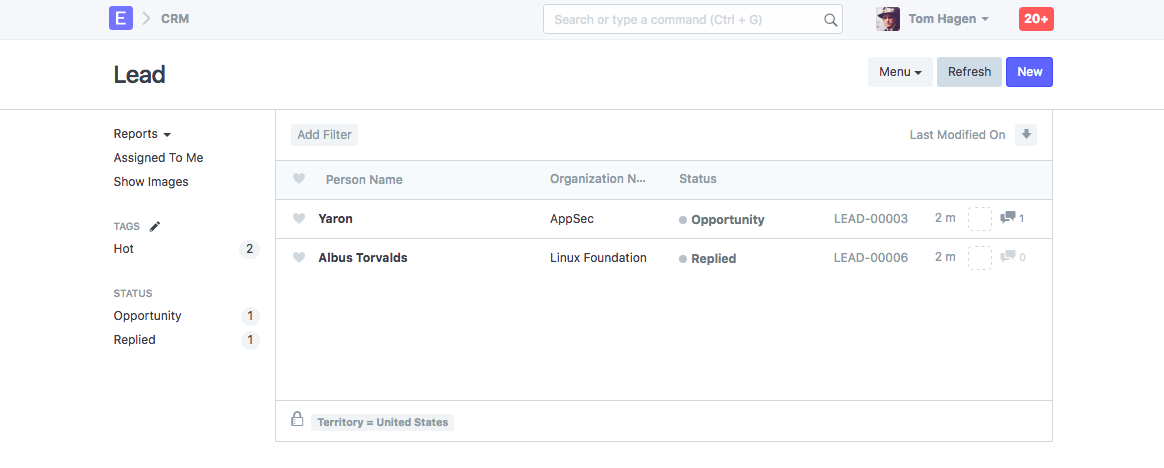 E CRM Search or type a command (Ctrl + G) Tom Hagen 20+
Lead Menu Refresh New
Reports
Assigned To Me
Show Images
TAGS
Hot 2
STATUS
Opportunity 1
Replied 1
Add Filter Last Modified On
Person Name Organization N... Status
Yaron AppSec Opportunity LEAD-00003 2 m 1
Albus Torvalds Linux Foundation Replied LEAD-00006 2 m 0
Territory = United States